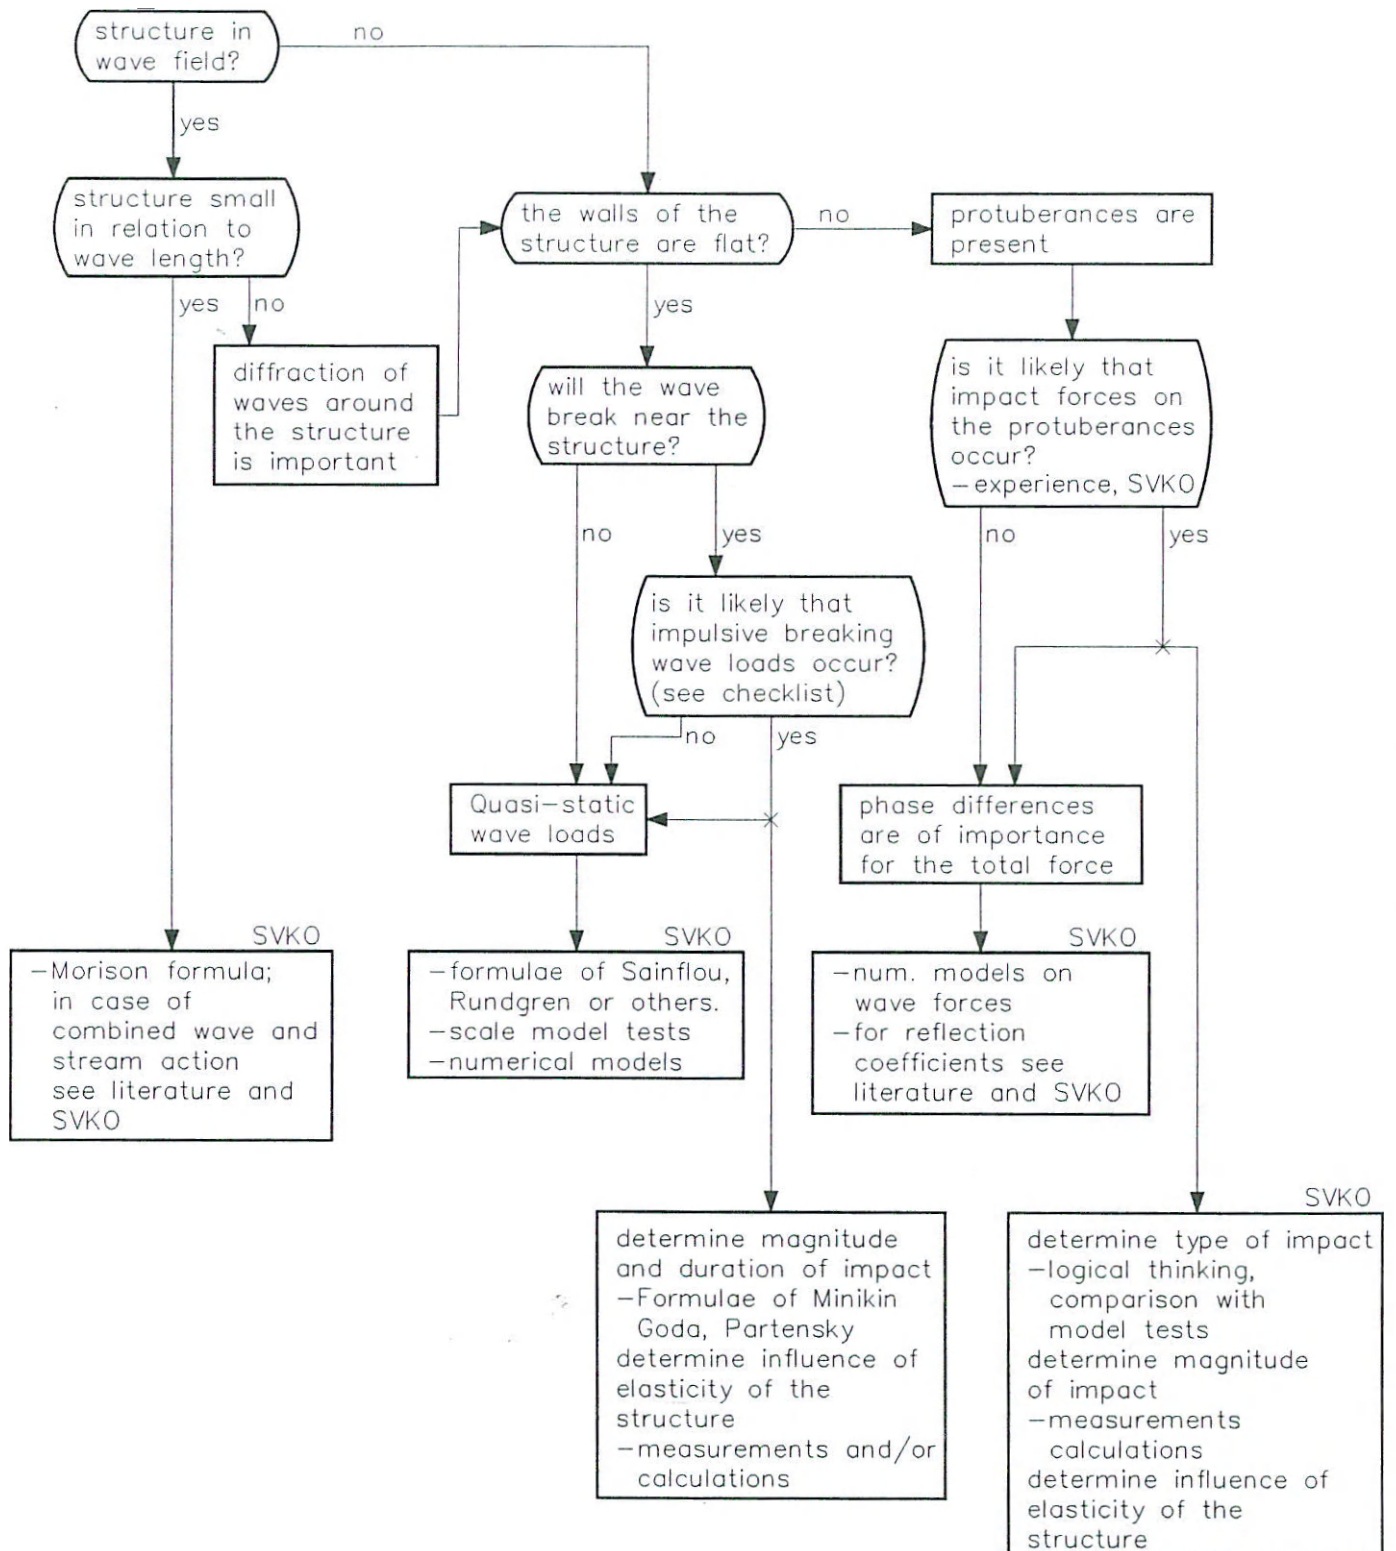 structure in
wave field?
no
yes
structure small
in relation to
wave length?
yes
no
diffraction of
waves around
the structure
is important
the walls of the
structure are flat?
no
yes
protuberances are
present
will the wave
break near the
structure?
no
yes
is it likely that
impact forces on
the protuberances
occur?
–experience, SVKO
no
yes
is it likely that
impulsive breaking
wave loads occur?
(see checklist)
no
yes
Quasi–static
wave loads
phase differences
are of importance
for the total force
SVKO
–Morison formula;
in case of
combined wave and
stream action
see literature and
SVKO
SVKO
–formulae of Sainflou,
Rundgren or others.
–scale model tests
–numerical models
SVKO
–num. models on
wave forces
–for reflection
coefficients see
literature and SVKO
determine magnitude
and duration of impact
–Formulae of Minikin
Goda, Partensky
determine influence of
elasticity of the
structure
–measurements and/or
calculations
SVKO
determine type of impact
–logical thinking,
comparison with
model tests
determine magnitude
of impact
–measurements
calculations
determine influence of
elasticity of the
structure